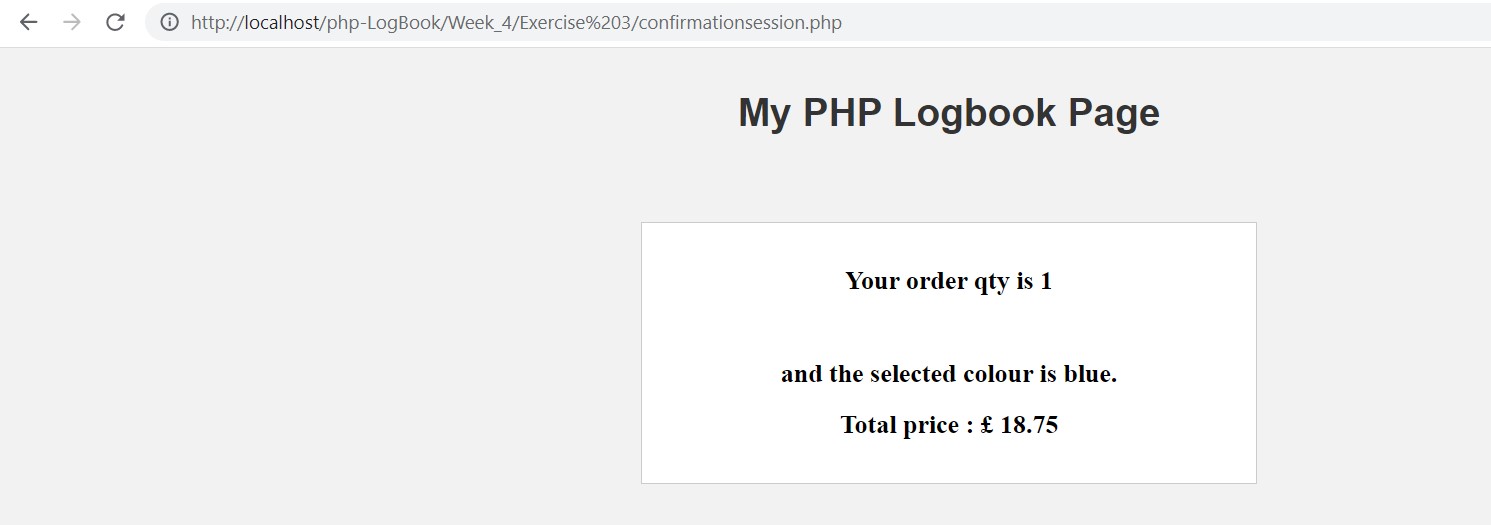 http://localhost/php-LogBook/Week_4/Exercise%203/confirmationsession.php
My PHP Logbook Page
Your order qty is 1
and the selected colour is blue.
Total price : £ 18.75